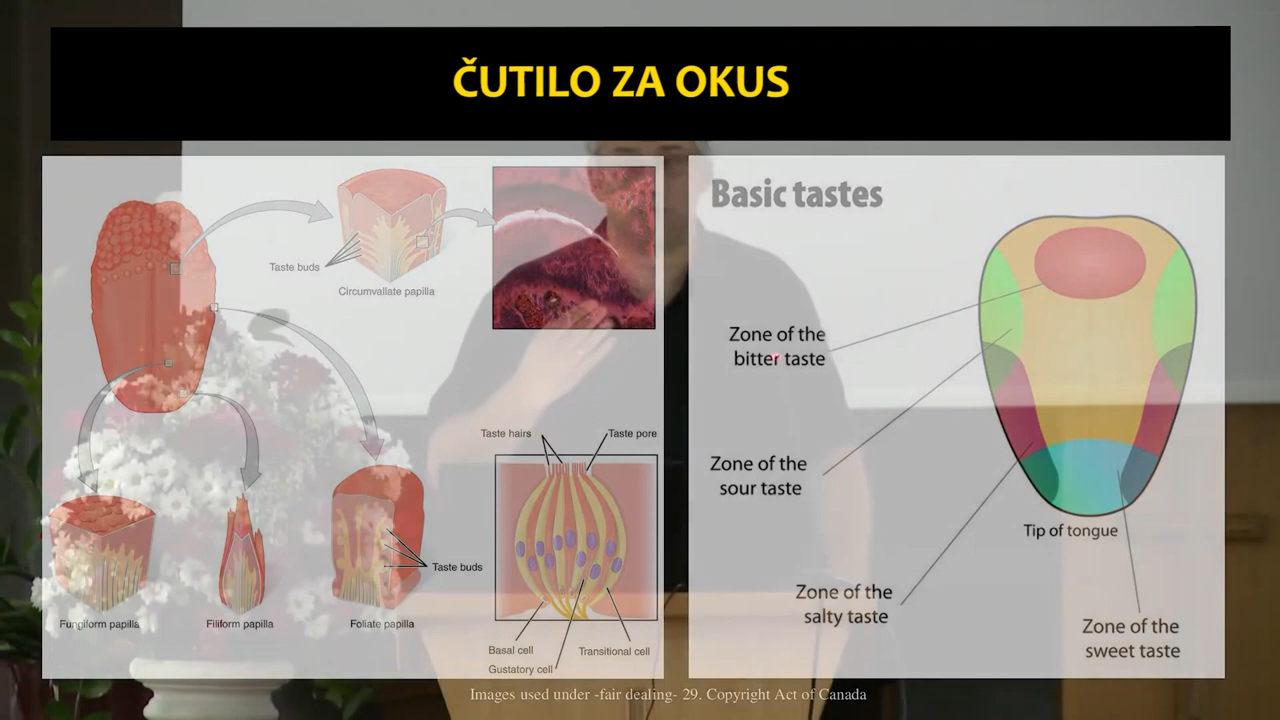 ČUTILO ZA OKUS
Taste buds
Circumvallate papilla
Taste hairs
Taste pore
Taste buds
Fungiform papilla
Filiform papilla
Foliate papilla
Basal cell
Transitional cell
Gustatory cell
Basic tastes
Zone of the
bitter taste
Zone of the
sour taste
Tip of tongue
Zone of the
salty taste
Zone of the
sweet taste
Images used under -fair dealing- 29. Copyright Act of Canada